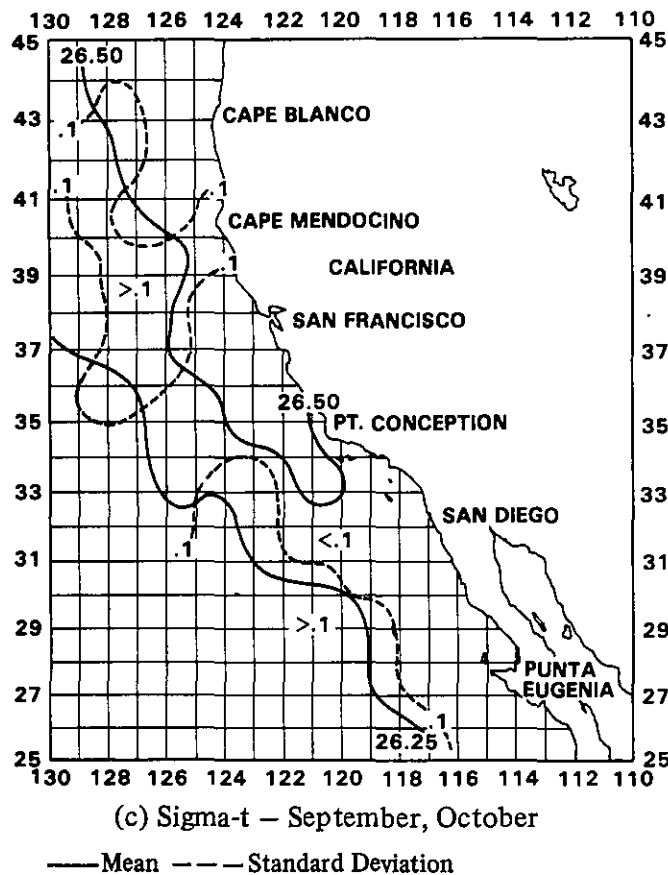 130 128 126 124 122 120 118 116 114 112 110
45 45
26.50
43 CAPE BLANCO 43
.1
.1 .1
41 41
CAPE MENDOCINO
39 .1 CALIFORNIA 39
>.1
SAN FRANCISCO
37 37
26.50
35 PT. CONCEPTION 35
33 33
SAN DIEGO
.1 <.1
31 31
29 >.1 29
PUNTA
27 EUGENIA 27
.1
26.25
25 25
130 128 126 124 122 120 118 116 114 112 110
(c) Sigma-t – September, October
Mean Standard Deviation